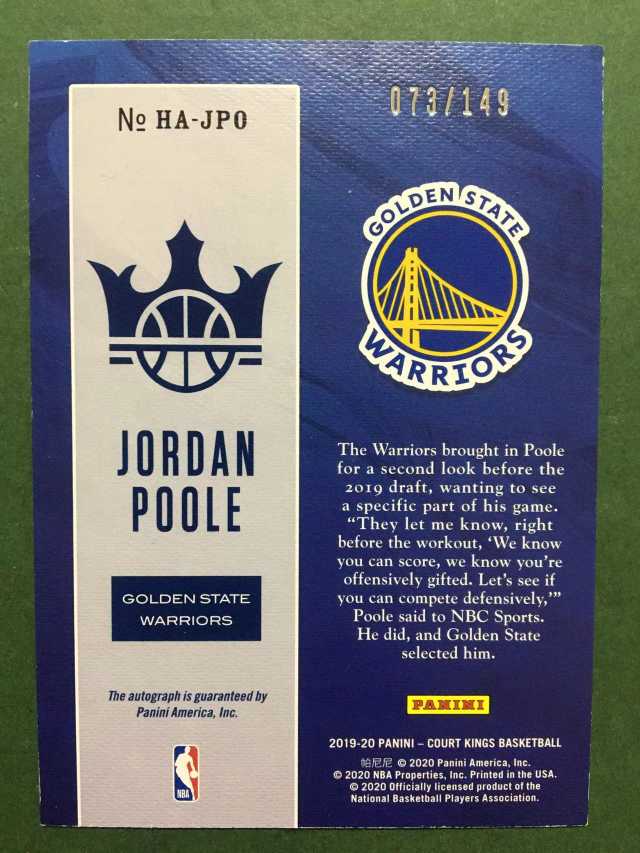 Nº HA-JPO
073/149
GOLDEN STATE
WARRIORS
JORDAN
POOLE
GOLDEN STATE
WARRIORS
The autograph is guaranteed by
Panini America, Inc.
NBA
The Warriors brought in Poole
for a second look before the
2019 draft, wanting to see
a specific part of his game.
“They let me know, right
before the workout, ‘We know
you can score, we know you’re
offensively gifted. Let’s see if
you can compete defensively,’”
Poole said to NBC Sports.
He did, and Golden State
selected him.
PANINI
2019-20 PANINI – COURT KINGS BASKETBALL
帕尼尼 © 2020 Panini America, Inc.
© 2020 NBA Properties, Inc. Printed in the USA.
© 2020 Officially licensed product of the
National Basketball Players Association.